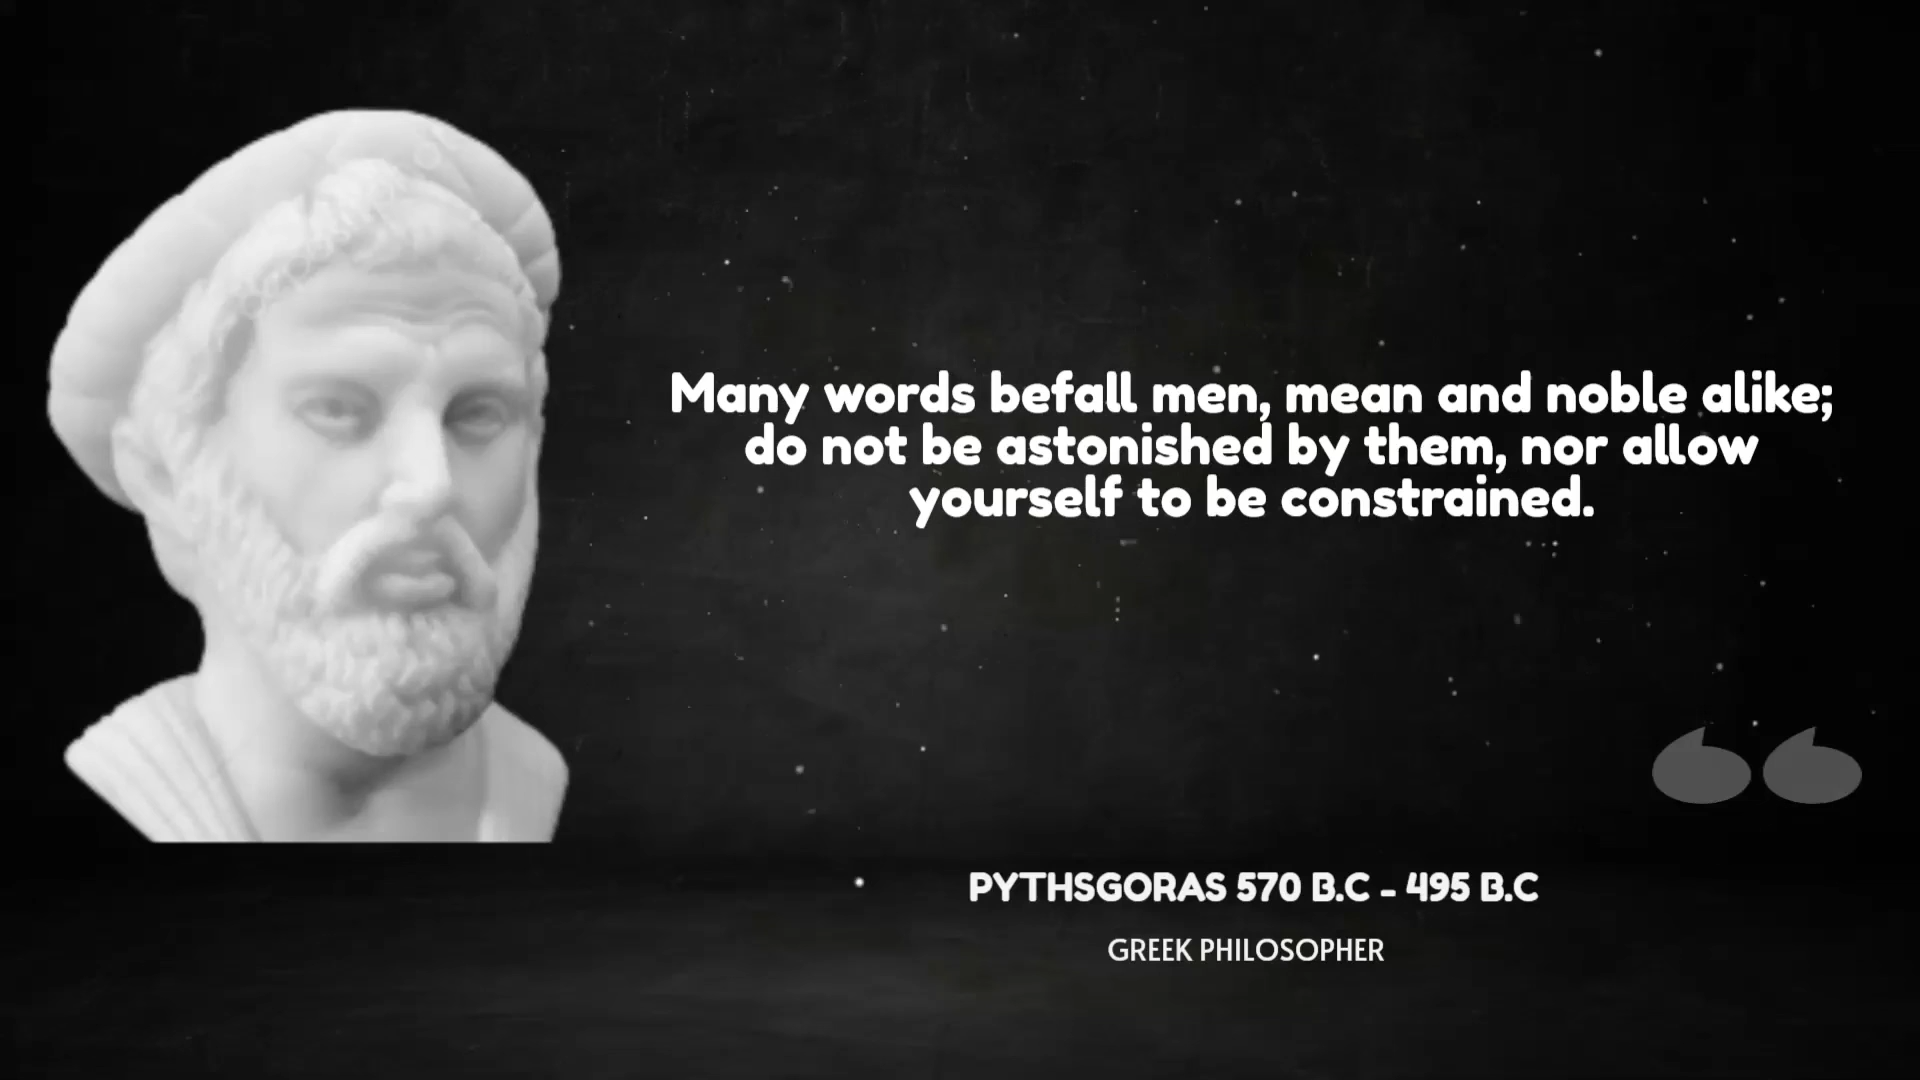 Many words befall men, mean and noble alike;
do not be astonished by them, nor allow
yourself to be constrained.
PYTHSGORAS 570 B.C - 495 B.C
GREEK PHILOSOPHER